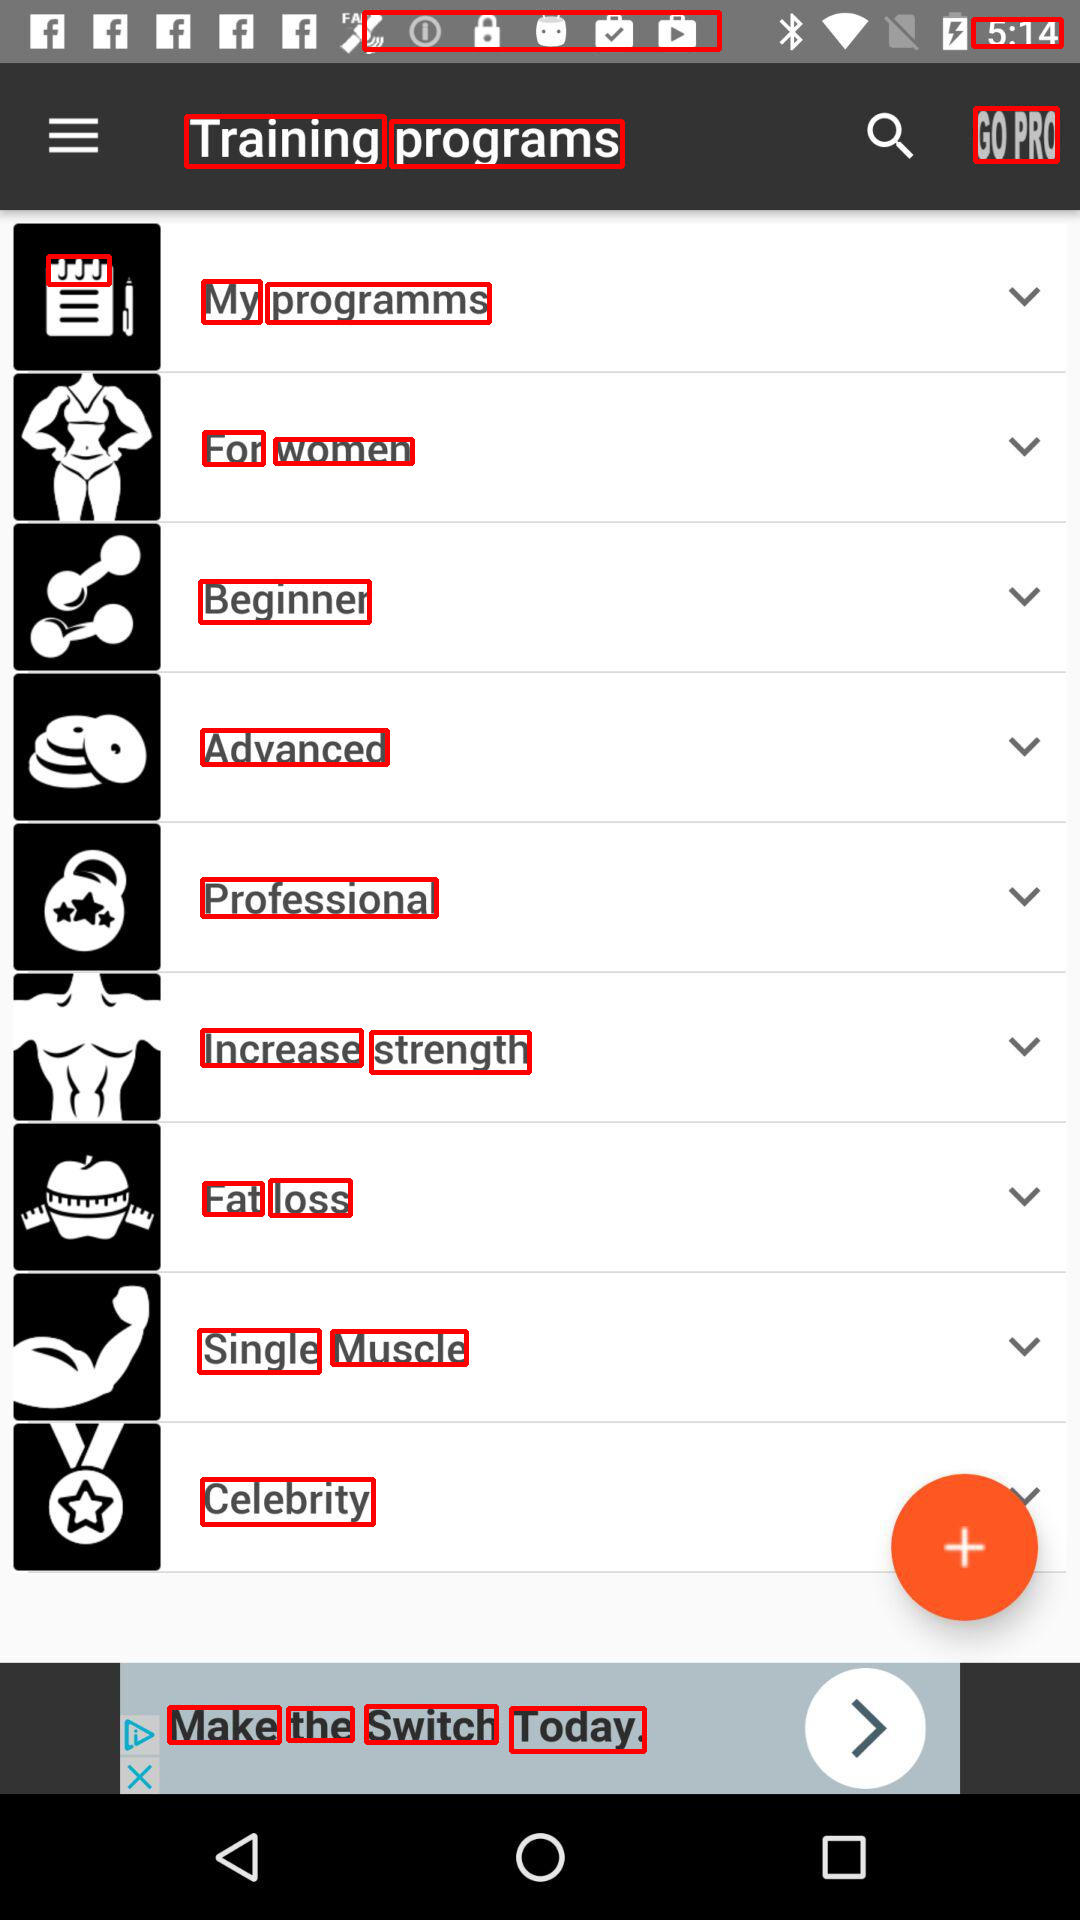 5:14
Training programs
GO PRO
My programms
For women
Beginner
Advanced
Professional
Increase strength
Fat loss
Single Muscle
Celebrity
Make the Switch Today.